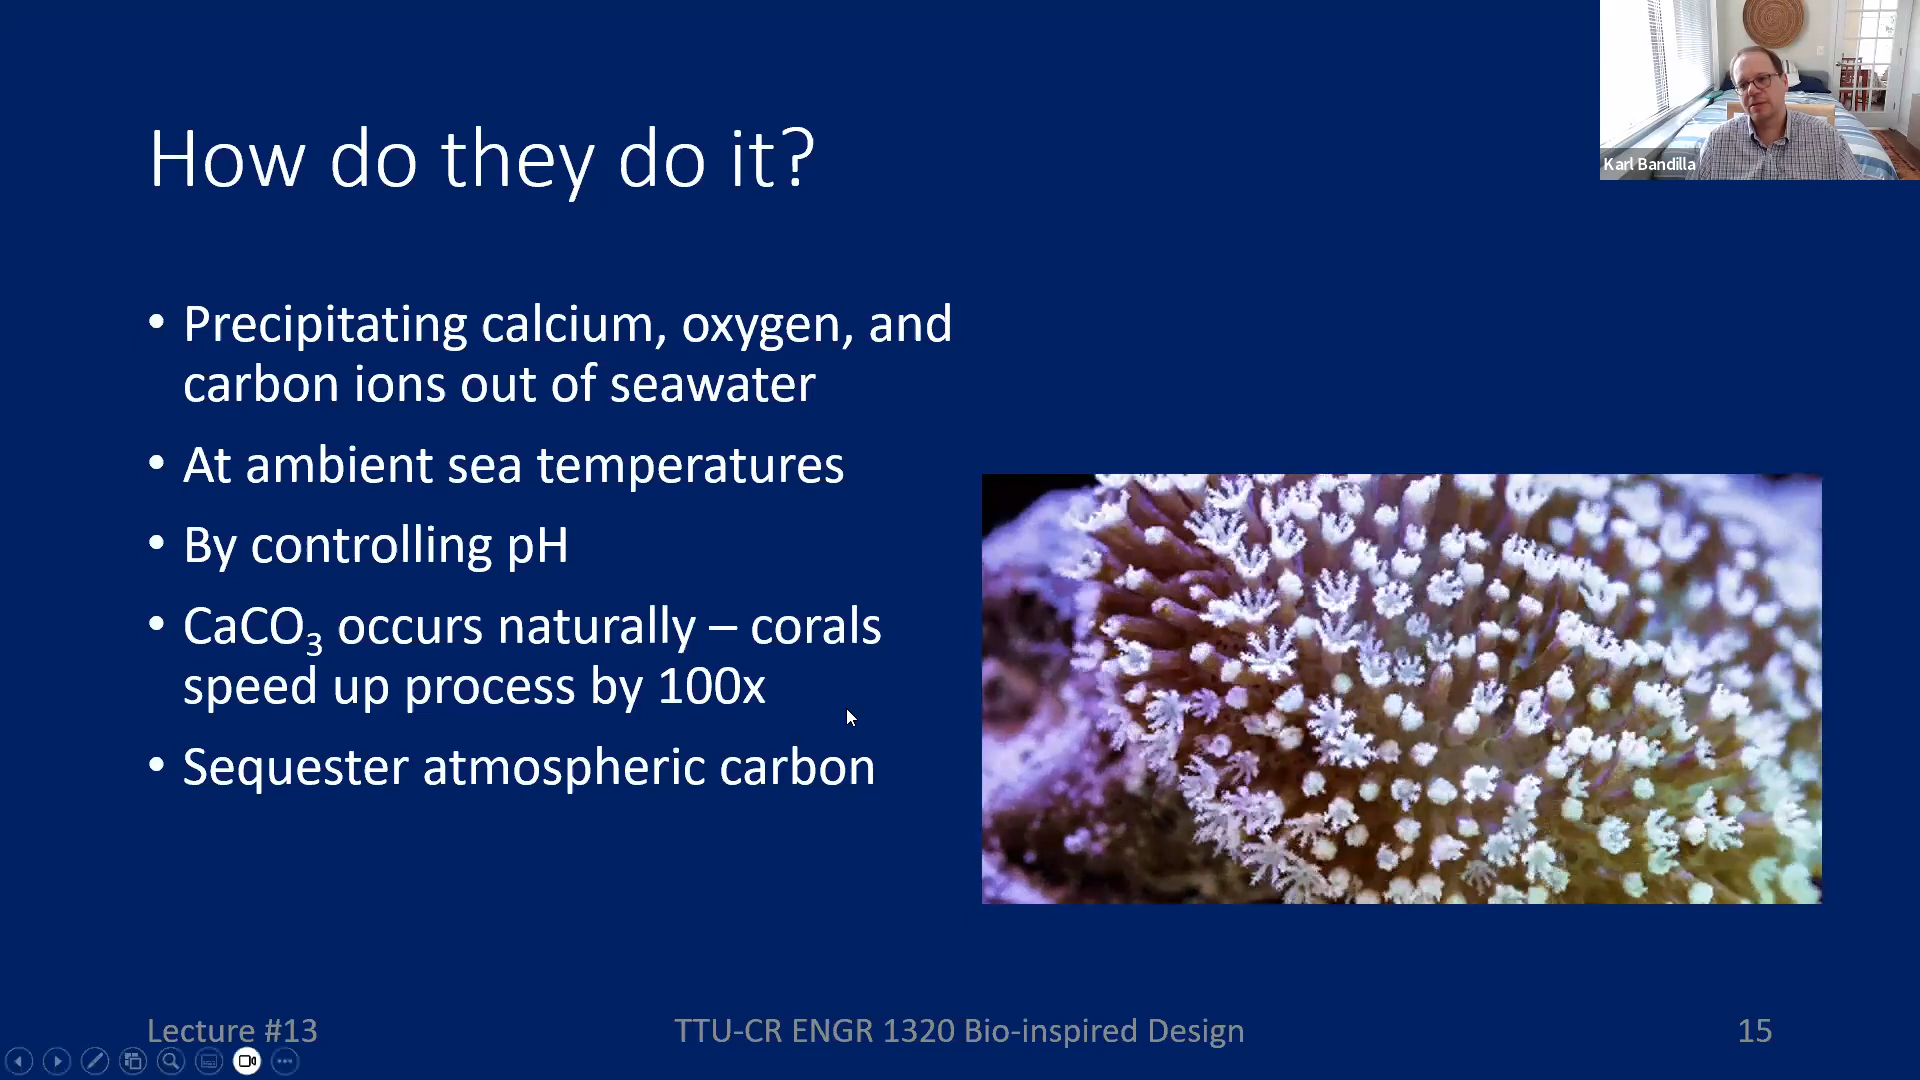 Karl Bandilla
How do they do it?
• Precipitating calcium, oxygen, and
carbon ions out of seawater
• At ambient sea temperatures
• By controlling pH
• CaCO₃ occurs naturally – corals
speed up process by 100x
• Sequester atmospheric carbon
Lecture #13
TTU-CR ENGR 1320 Bio-inspired Design
15